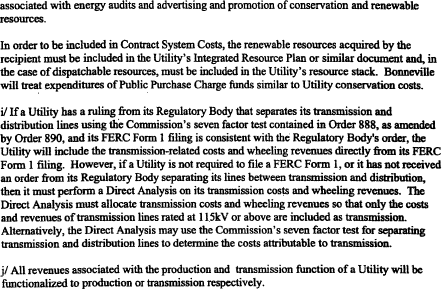 associated with energy audits and advertising and promotion of conservation and renewable
resources.
In order to be included in Contract System Costs, the renewable resources acquired by the
recipient must be included in the Utility's Integrated Resource Plan or similar document and, in
the case of dispatchable resources, must be included in the Utility's resource stack. Bonneville
will treat expenditures of Public Purchase Charge funds similar to Utility conservation costs.
i/ If a Utility has a ruling from its Regulatory Body that separates its transmission and
distribution lines using the Commission's seven factor test contained in Order 888, as amended
by Order 890, and its FERC Form 1 filing is consistent with the Regulatory Body's order, the
Utility will include the transmission-related costs and wheeling revenues directly from its FERC
Form 1 filing. However, if a Utility is not required to file a FERC Form 1, or it has not received
an order from its Regulatory Body separating its lines between transmission and distribution,
then it must perform a Direct Analysis on its transmission costs and wheeling revenues. The
Direct Analysis must allocate transmission costs and wheeling revenues so that only the costs
and revenues of transmission lines rated at 115kV or above are included as transmission.
Alternatively, the Direct Analysis may use the Commission's seven factor test for separating
transmission and distribution lines to determine the costs attributable to transmission.
j/ All revenues associated with the production and transmission function of a Utility will be
functionalized to production or transmission respectively.